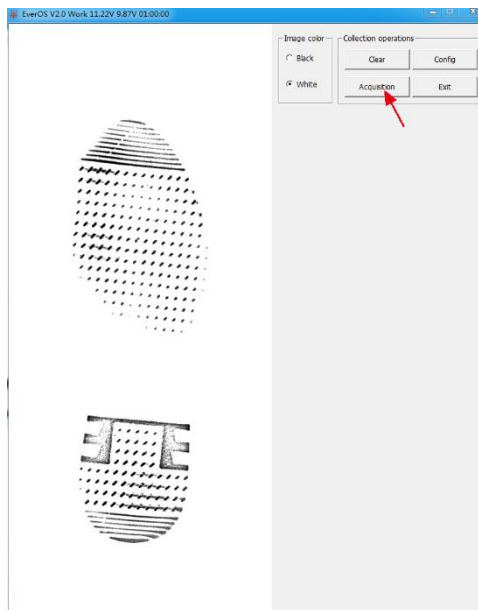 EverOS V2.0 Work 11.22V 9.87V 01:00:00
Image color
Black
White
Collection operations
Clear
Config
Acquisition
Exit